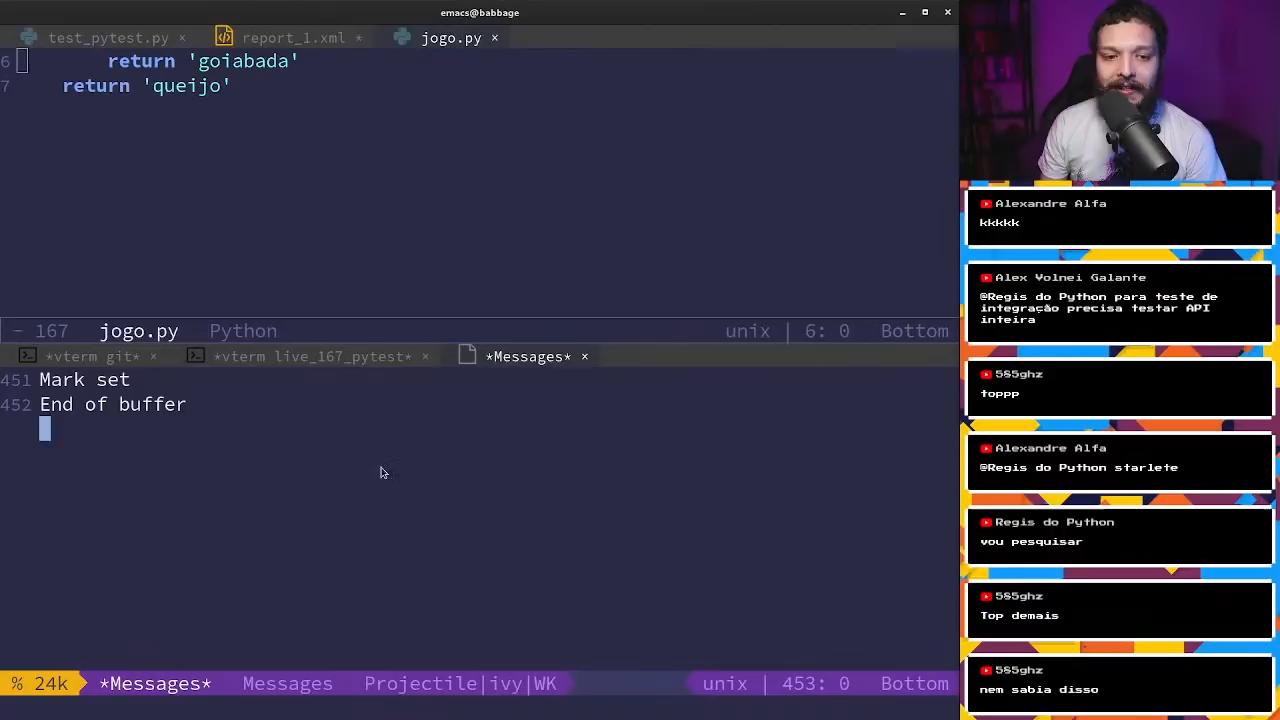 emacs@babbage
test_pytest.py × report_1.xml • jogo.py ×
6 return 'goiabada'
7 return 'queijo'
- 167 jogo.py Python unix | 6: 0 Bottom
*vterm git* × *vterm live_167_pytest* × *Messages* ×
451 Mark set
452 End of buffer
% 24k *Messages* Messages Projectile|ivy|WK unix | 453: 0 Bottom
Alexandre Alfa
kkkkk
Alex Volnei Galante
@Regis do Python para teste de
integração precisa testar API
inteira
585ghz
toppp
Alexandre Alfa
@Regis do Python starlete
Regis do Python
vou pesquisar
585ghz
Top demais
585ghz
nem sabia disso